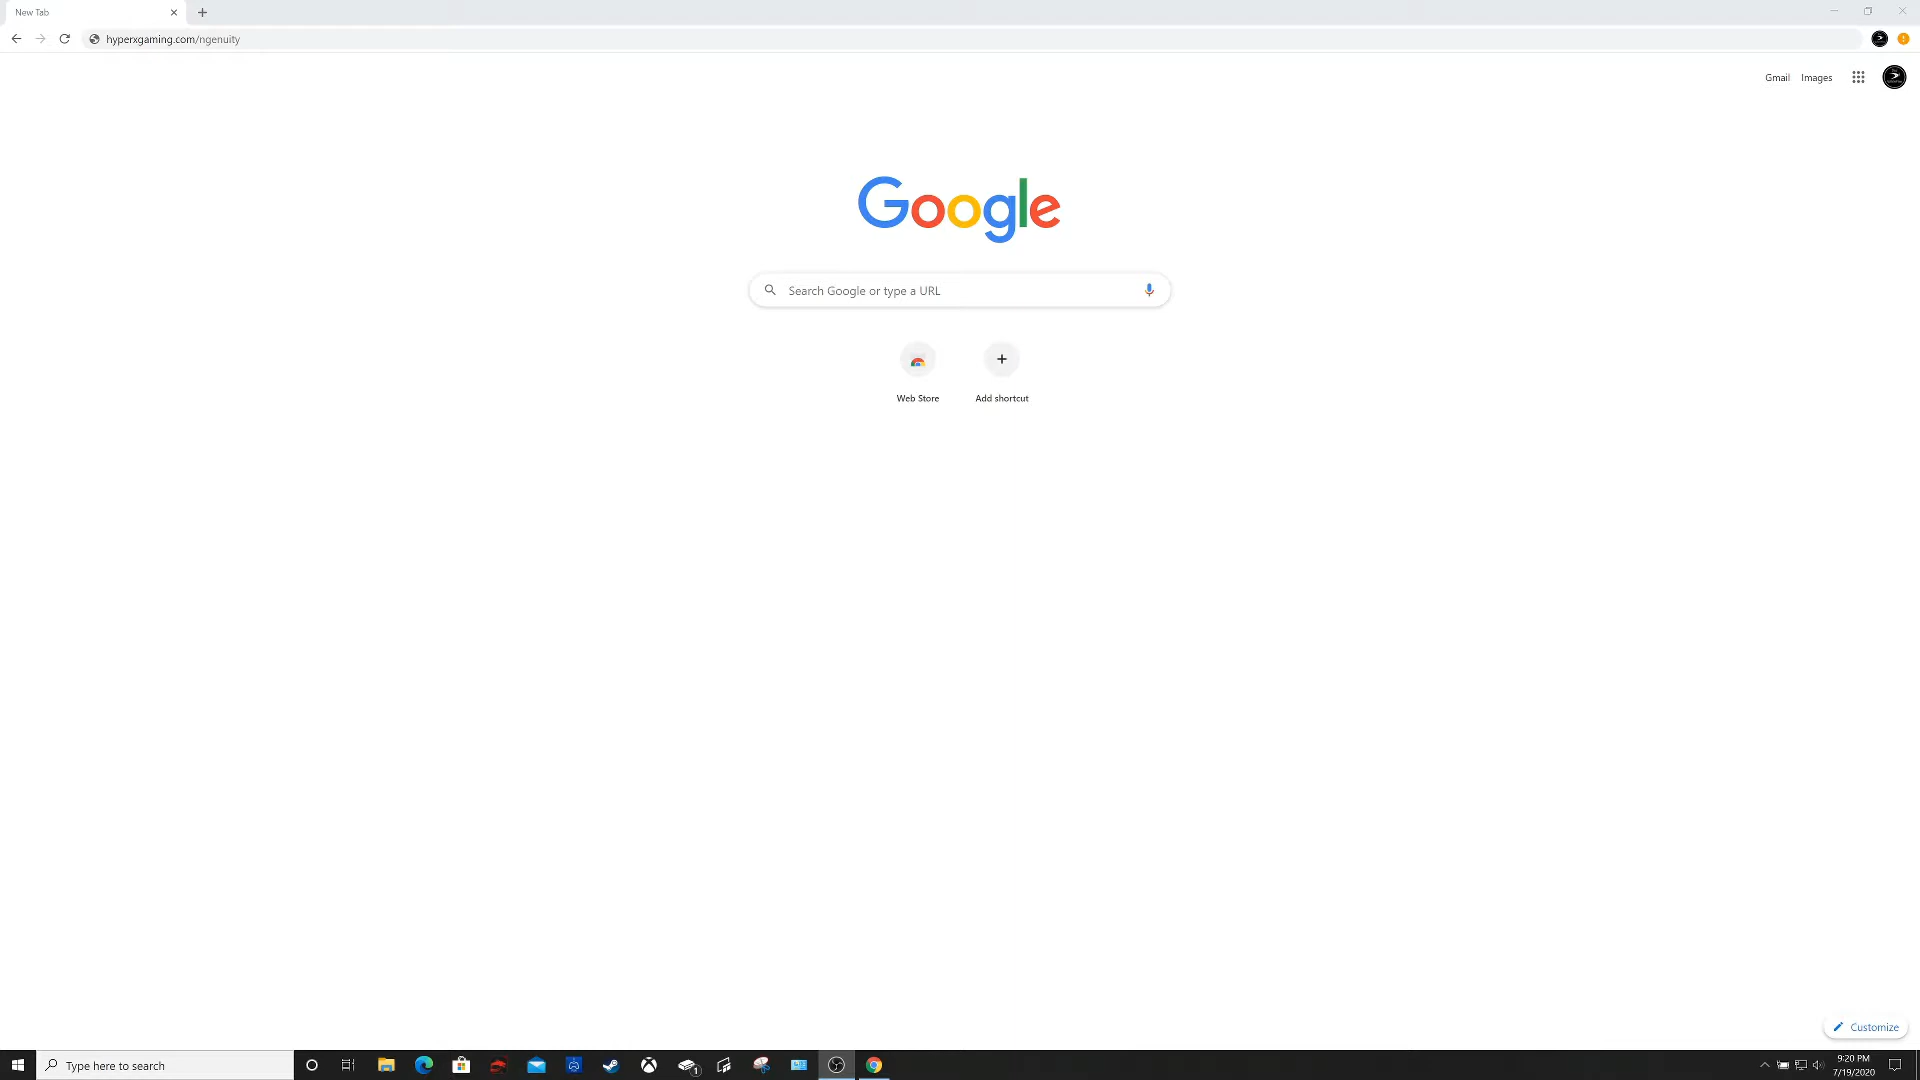 New Tab
hyperxgaming.com/ngenuity
Gmail Images
Google
Search Google or type a URL
Web Store
Add shortcut
Customize
Type here to search
1
9:20 PM
7/19/2020